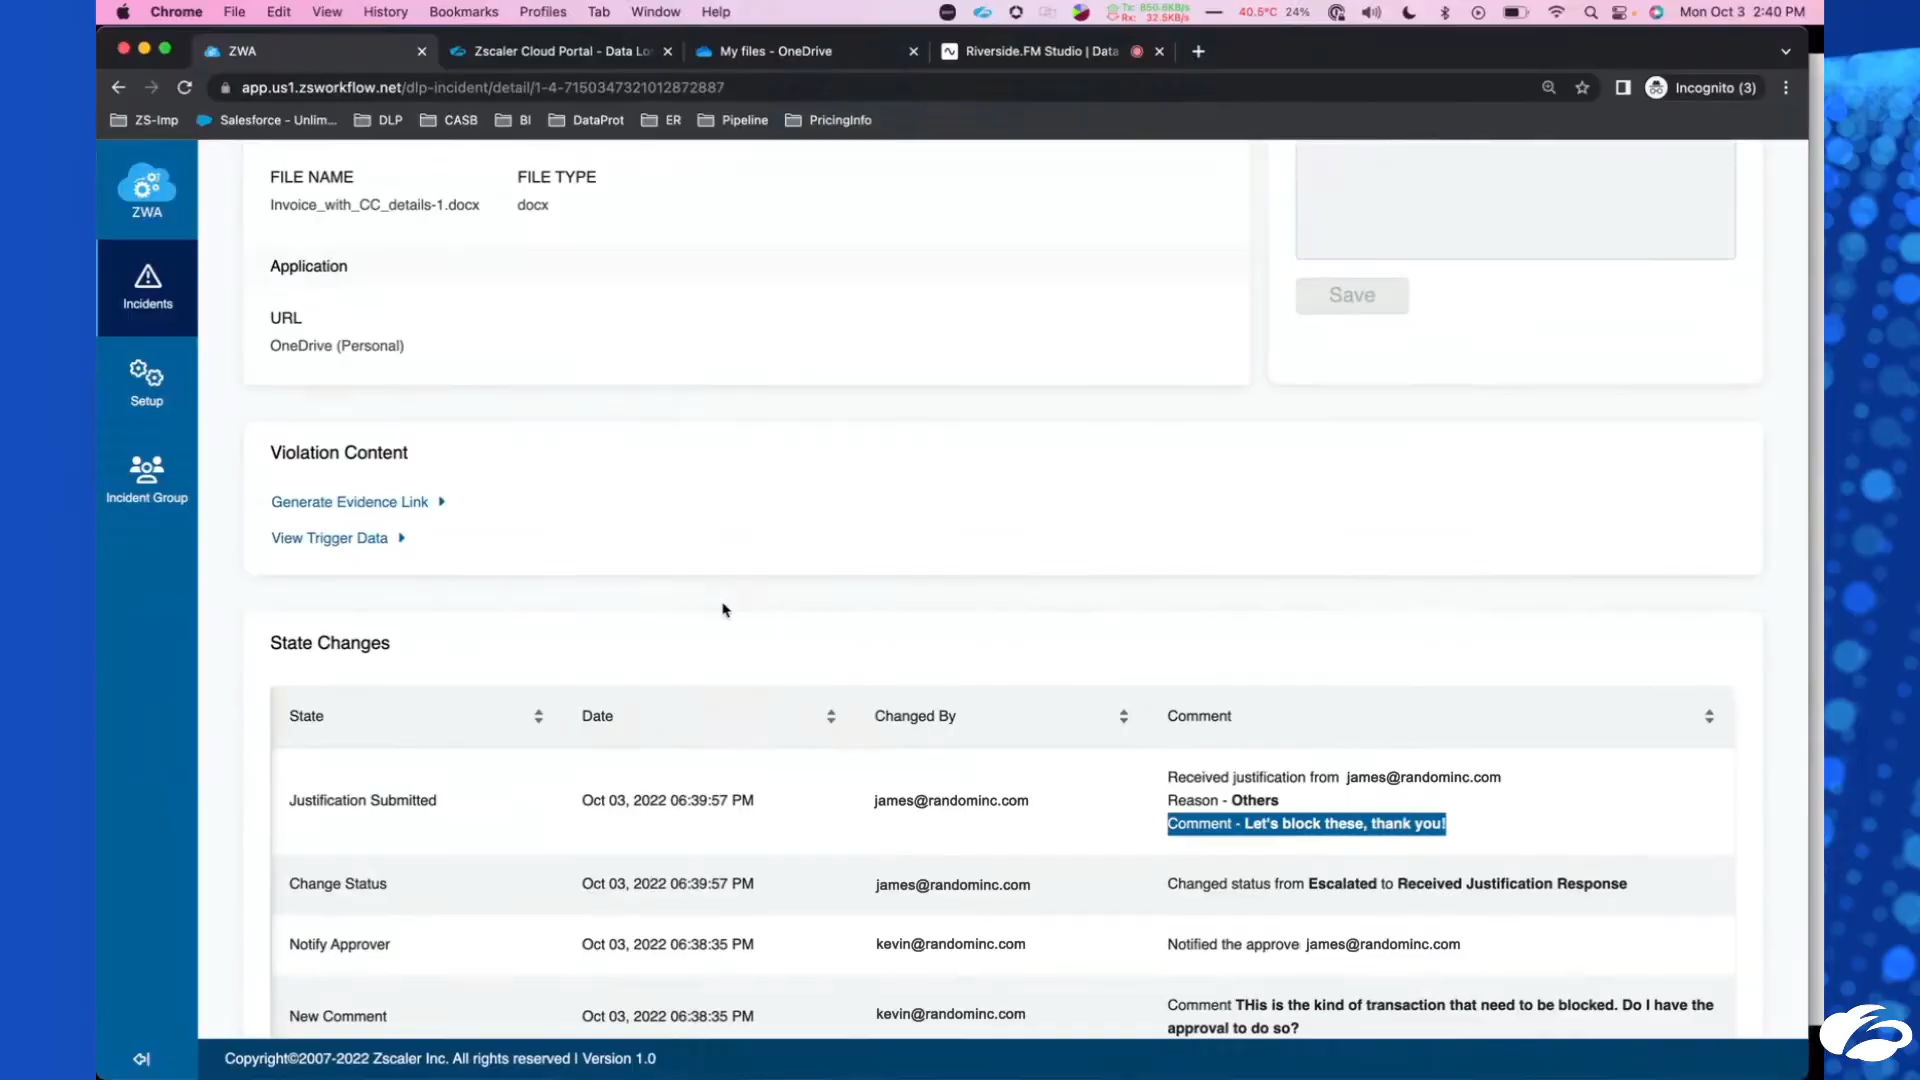 Chrome File Edit View History Bookmarks Profiles Tab Window Help
Tx: 850.6KB/s
Rx: 32.5KB/s
40.5°C 24% Mon Oct 3 2:40 PM
ZWA
Zscaler Cloud Portal - Data Lo
My files - OneDrive
Riverside.FM Studio | Data
app.us1.zsworkflow.net/dlp-incident/detail/1-4-7150347321012872887
Incognito (3)
ZS-Imp Salesforce - Unlim... DLP CASB BI DataProt ER Pipeline PricingInfo
ZWA
Incidents
Setup
Incident Group
FILE NAME FILE TYPE
Invoice_with_CC_details-1.docx docx
Application
URL
OneDrive (Personal)
Save
Violation Content
Generate Evidence Link
View Trigger Data
State Changes
State Date Changed By Comment
Justification Submitted Oct 03, 2022 06:39:57 PM james@randominc.com
Received justification from james@randominc.com
Reason - Others
Comment - Let's block these, thank you!
Change Status Oct 03, 2022 06:39:57 PM james@randominc.com Changed status from Escalated to Received Justification Response
Notify Approver Oct 03, 2022 06:38:35 PM kevin@randominc.com Notified the approve james@randominc.com
New Comment Oct 03, 2022 06:38:35 PM kevin@randominc.com
Comment THis is the kind of transaction that need to be blocked. Do I have the
approval to do so?
Copyright©2007-2022 Zscaler Inc. All rights reserved | Version 1.0